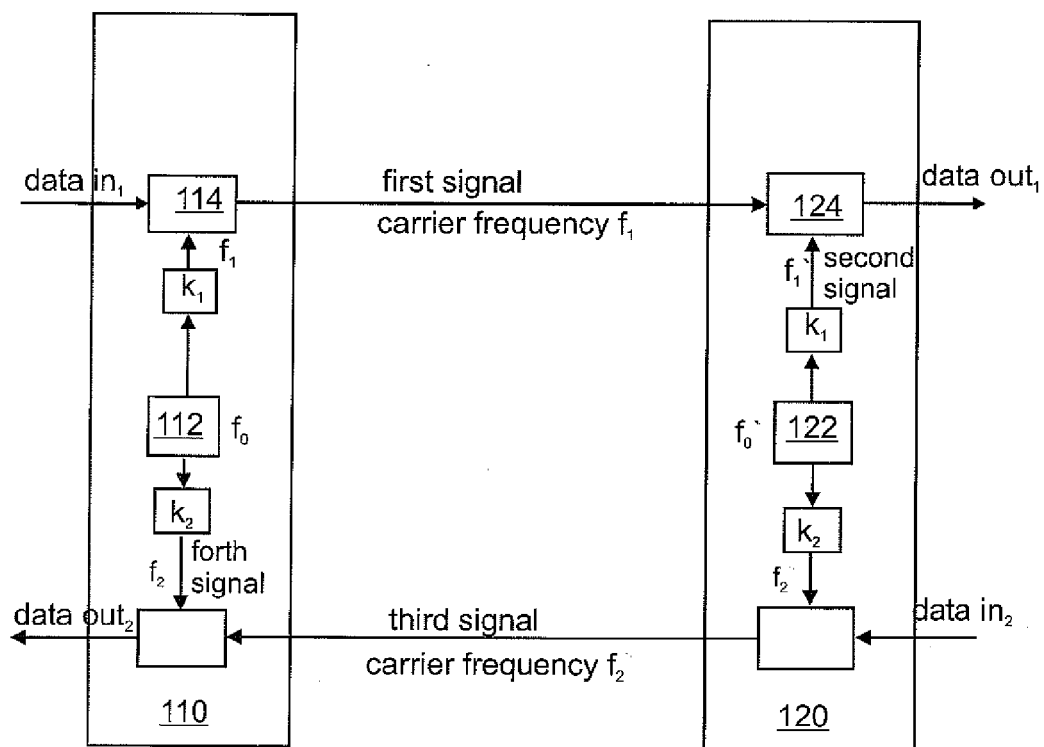 data in₁
114
first signal
carrier frequency f₁
124
data out₁
f₁
k₁
f₁`
second
signal
k₁
112
f₀
f₀`
122
k₂
forth
signal
f₂
k₂
f₂`
data out₂
third signal
carrier frequency f₂
data in₂
110
120